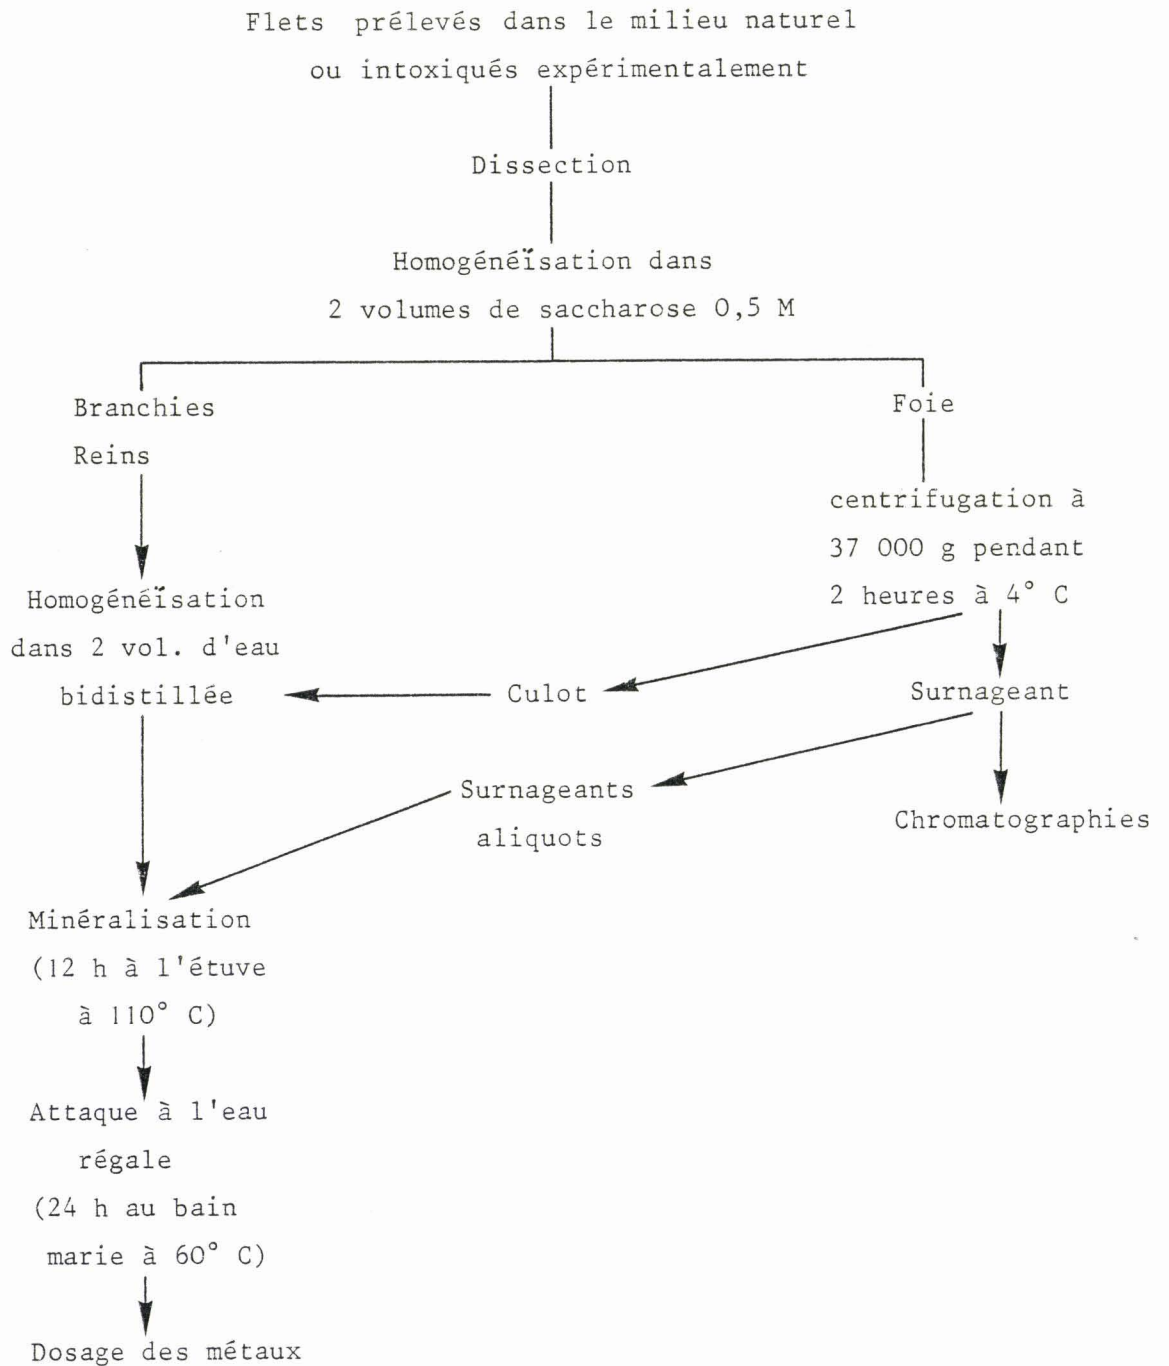 Flets prélevés dans le milieu naturel
ou intoxiqués expérimentalement
Dissection
Homogénéïsation dans
2 volumes de saccharose 0,5 M
Branchies
Reins
Foie
centrifugation à
37 000 g pendant
2 heures à 4° C
Homogénéïsation
dans 2 vol. d'eau
bidistillée
Culot
Surnageant
Surnageants
aliquots
Chromatographies
Minéralisation
(12 h à l'étuve
à 110° C)
Attaque à l'eau
régale
(24 h au bain
marie à 60° C)
Dosage des métaux